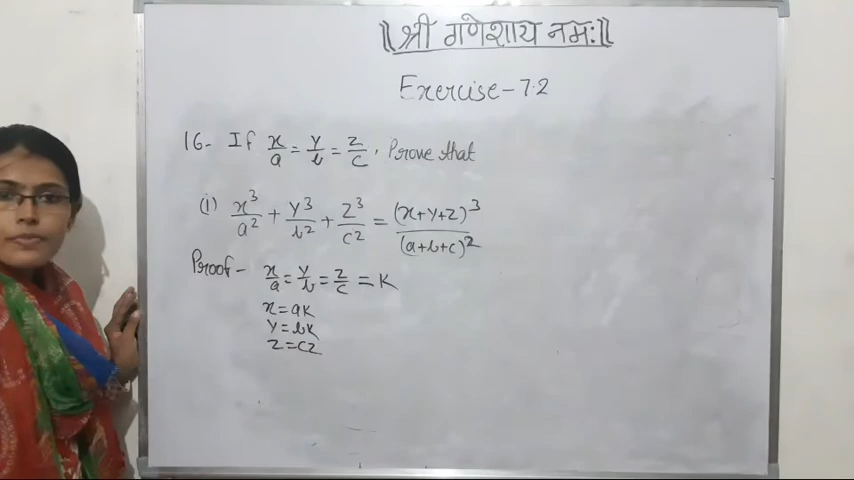 ॥ श्री गणेशाय नमः ॥
Exercise - 7.2
16- If x/a = y/b = z/c , Prove that
(i) x³/a² + y³/b² + z³/c² = (x+y+z)³/(a+b+c)²
Proof - x/a = y/b = z/c = K
x = aK
y = bK
z = cz